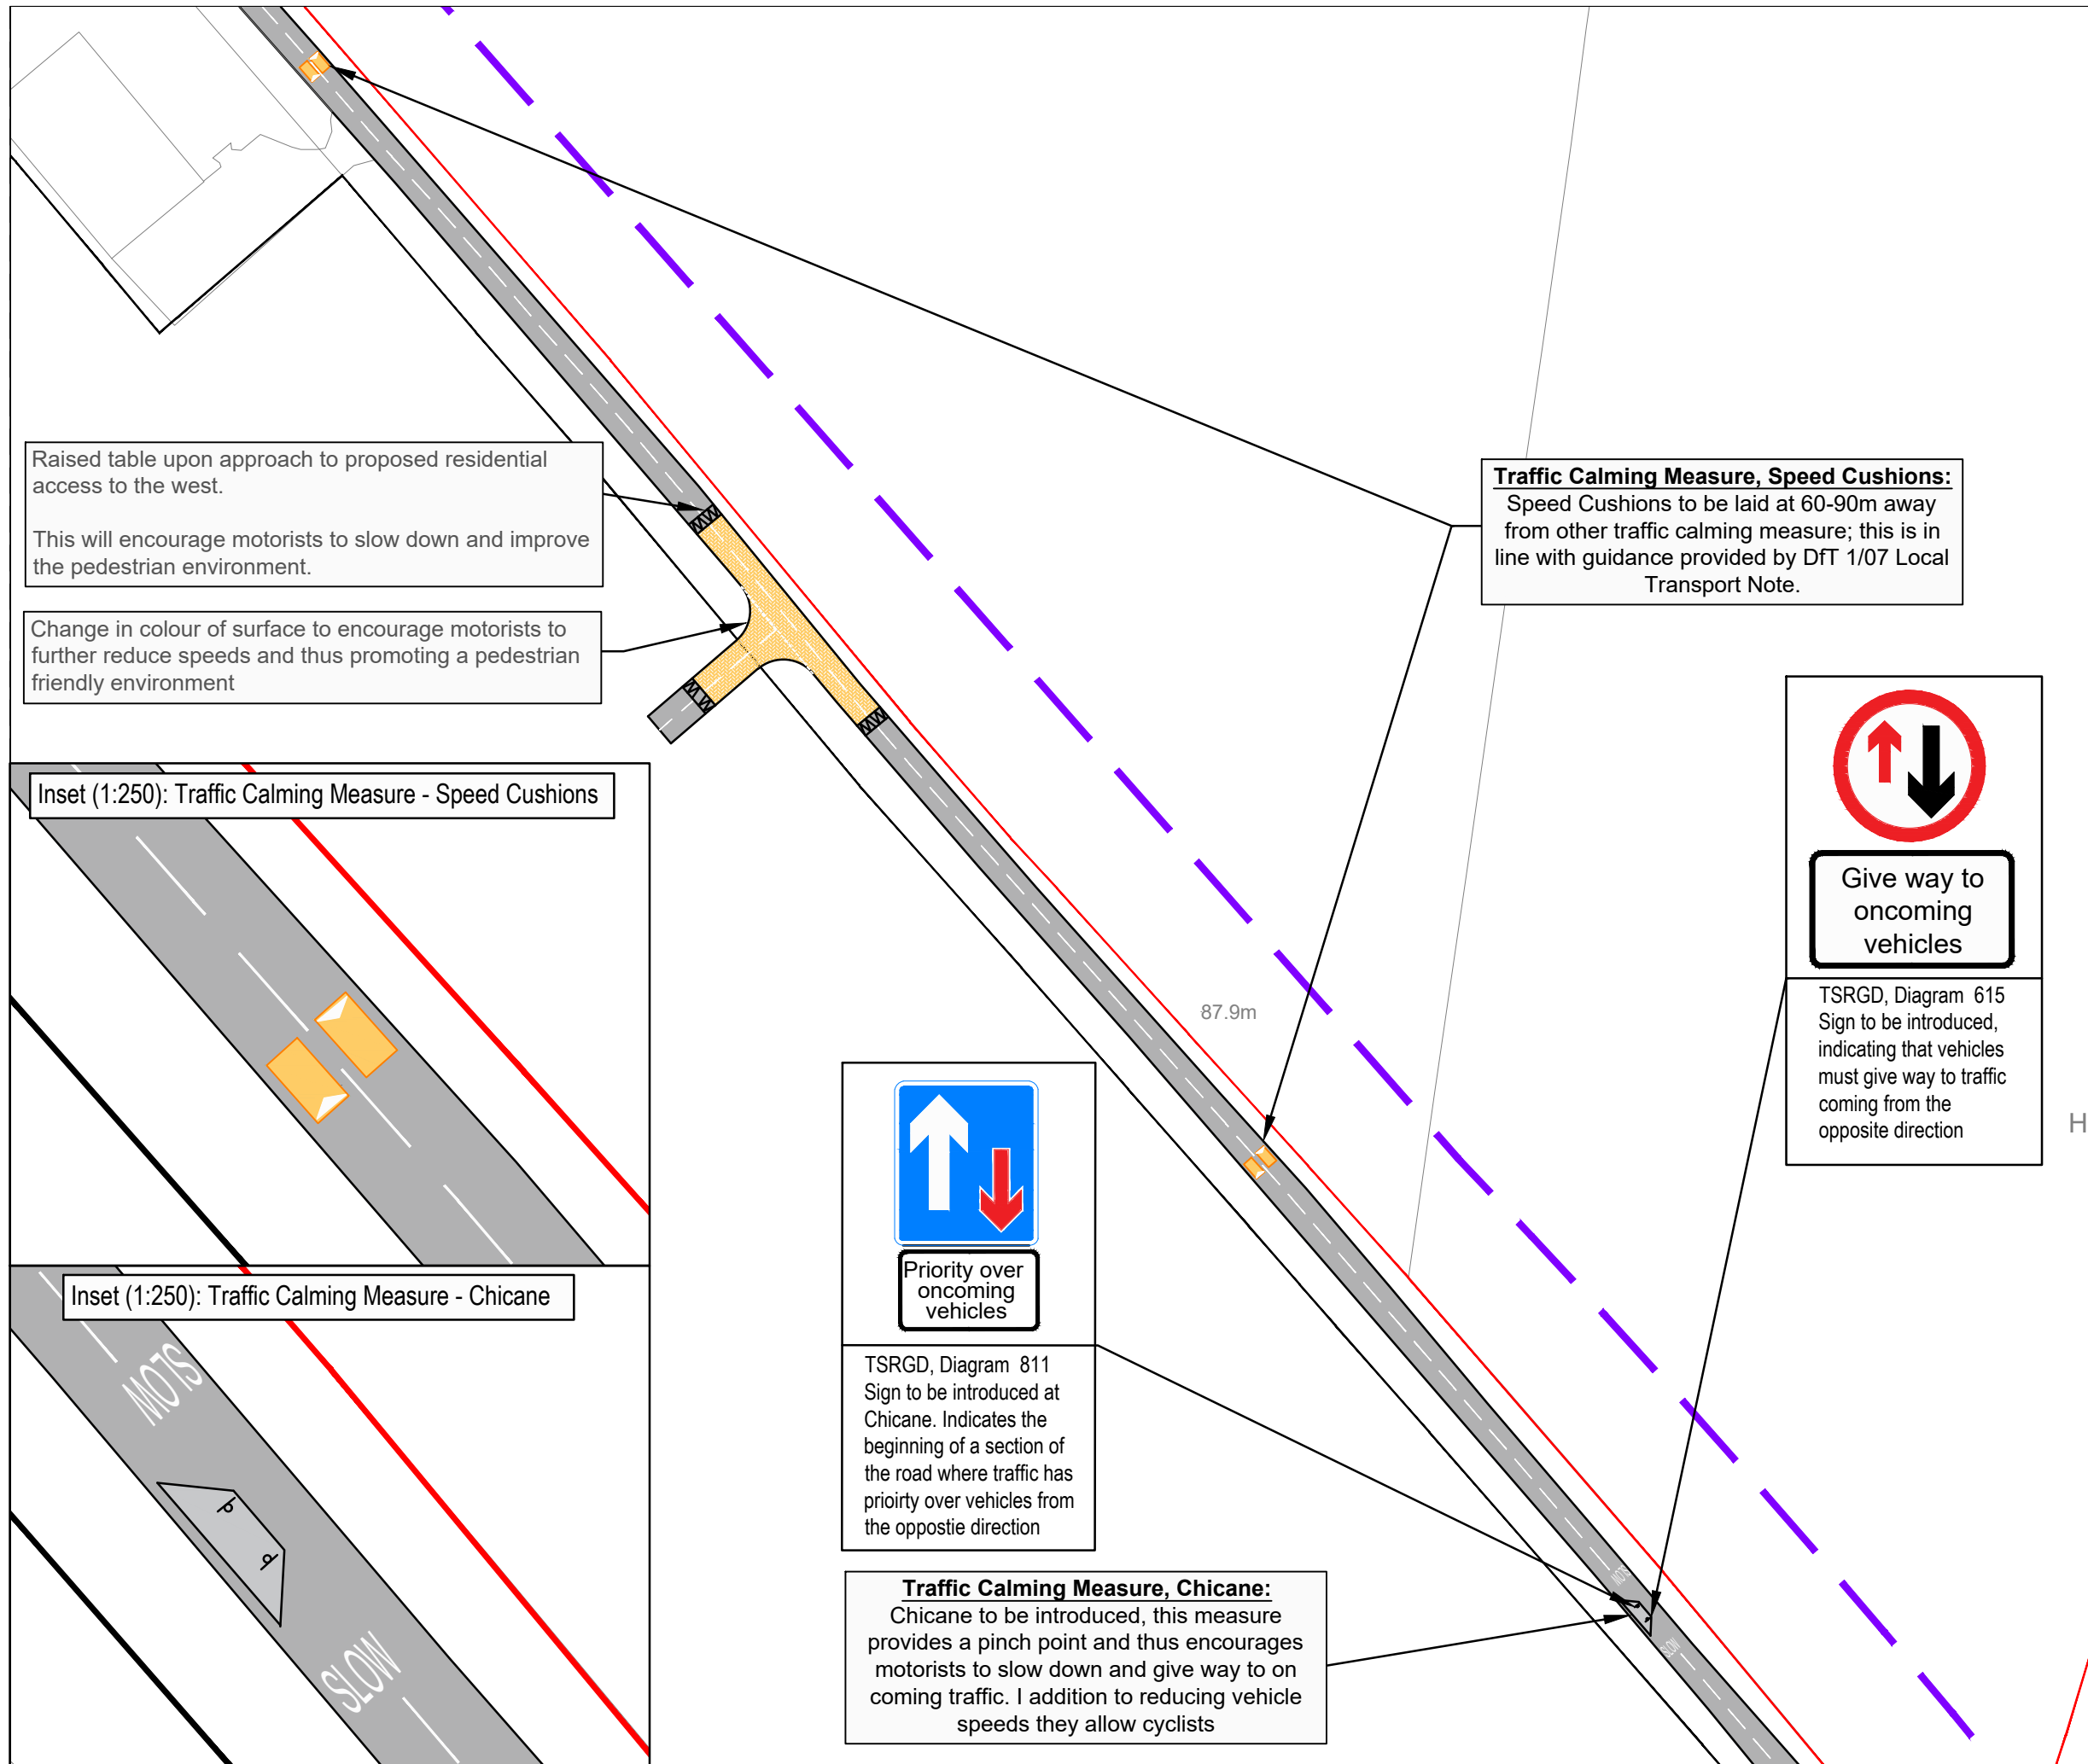 Raised table upon approach to proposed residential
access to the west.
This will encourage motorists to slow down and improve
the pedestrian environment.
Change in colour of surface to encourage motorists to
further reduce speeds and thus promoting a pedestrian
friendly environment
Traffic Calming Measure, Speed Cushions:
Speed Cushions to be laid at 60-90m away
from other traffic calming measure; this is in
line with guidance provided by DfT 1/07 Local
Transport Note.
Give way to
oncoming
vehicles
TSRGD, Diagram 615
Sign to be introduced,
indicating that vehicles
must give way to traffic
coming from the
opposite direction
H
Inset (1:250): Traffic Calming Measure - Speed Cushions
87.9m
Priority over
oncoming
vehicles
TSRGD, Diagram 811
Sign to be introduced at
Chicane. Indicates the
beginning of a section of
the road where traffic has
prioirty over vehicles from
the oppostie direction
Inset (1:250): Traffic Calming Measure - Chicane
SLOW
SLOW
Traffic Calming Measure, Chicane:
Chicane to be introduced, this measure
provides a pinch point and thus encourages
motorists to slow down and give way to on
coming traffic. I addition to reducing vehicle
speeds they allow cyclists
SLOW
SLOW